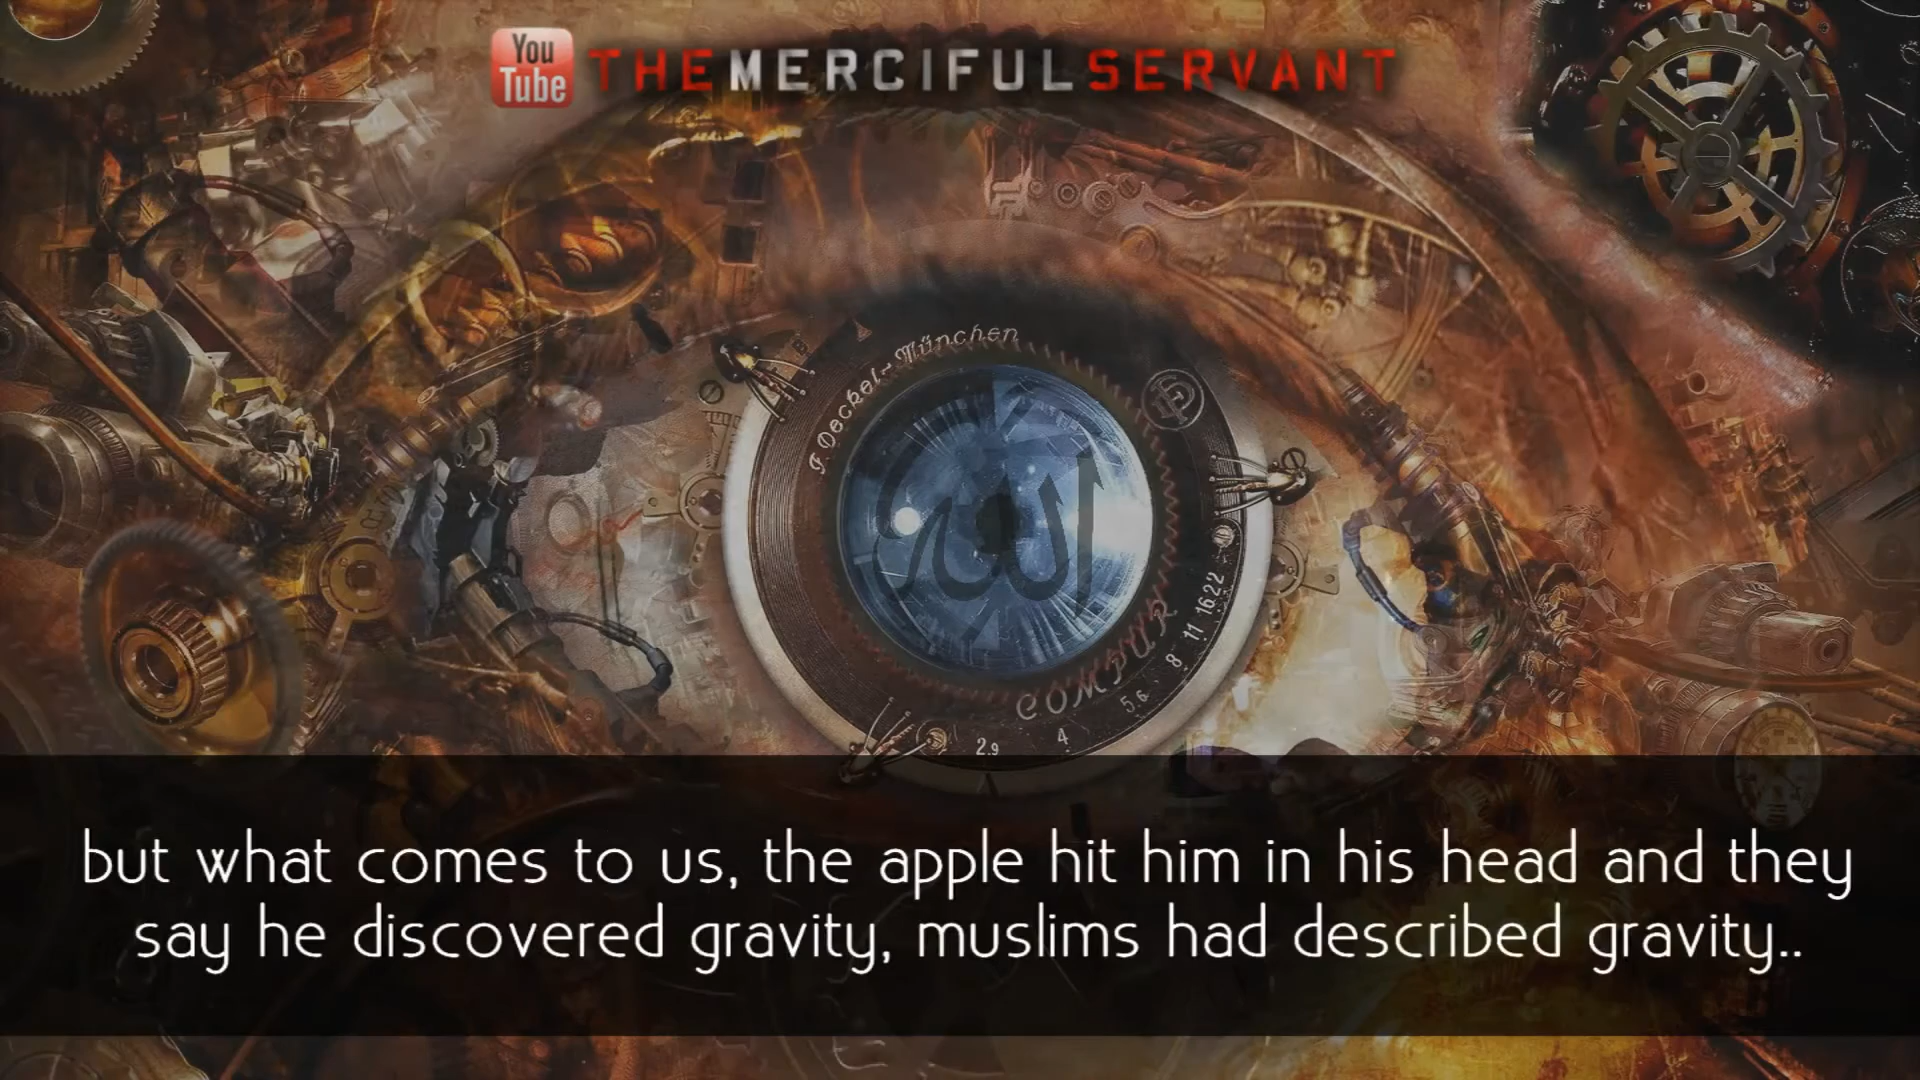 You
Tube
THEMERCIFULSERVANT
F. Deckel-München
COMPUR
2.9
4
5.6
8
11
16
22
الله
but what comes to us, the apple hit him in his head and they
say he discovered gravity, muslims had described gravity..